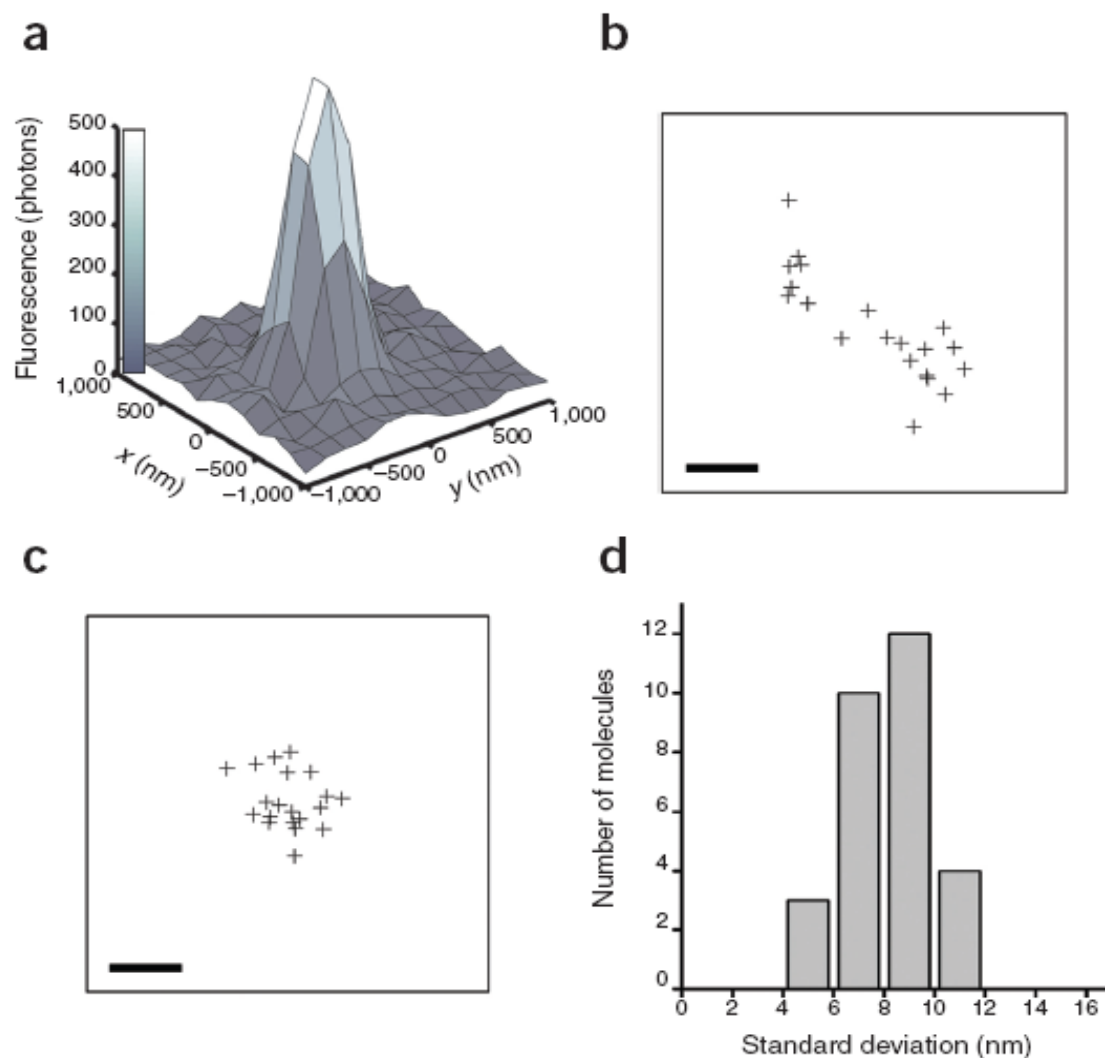 a
Fluorescence (photons)
500
400
300
200
100
0
1,000
500
0
−500
−1,000
x (nm)
−1,000
−500
0
500
1,000
y (nm)
b
c
d
Number of molecules
12
10
8
6
4
2
0
0 2 4 6 8 10 12 14 16
Standard deviation (nm)